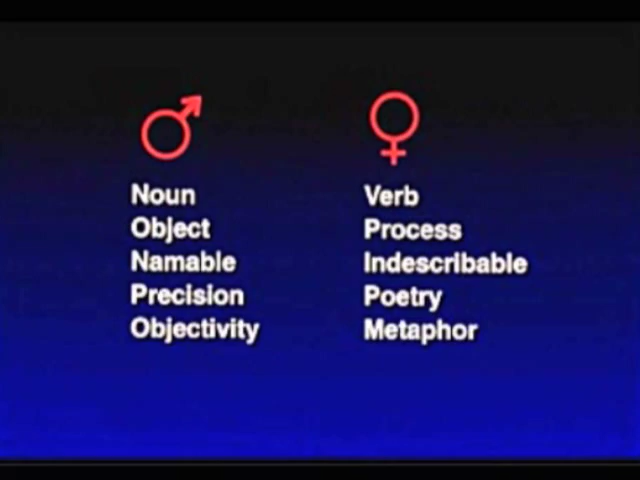 Noun
Object
Namable
Precision
Objectivity
Verb
Process
Indescribable
Poetry
Metaphor